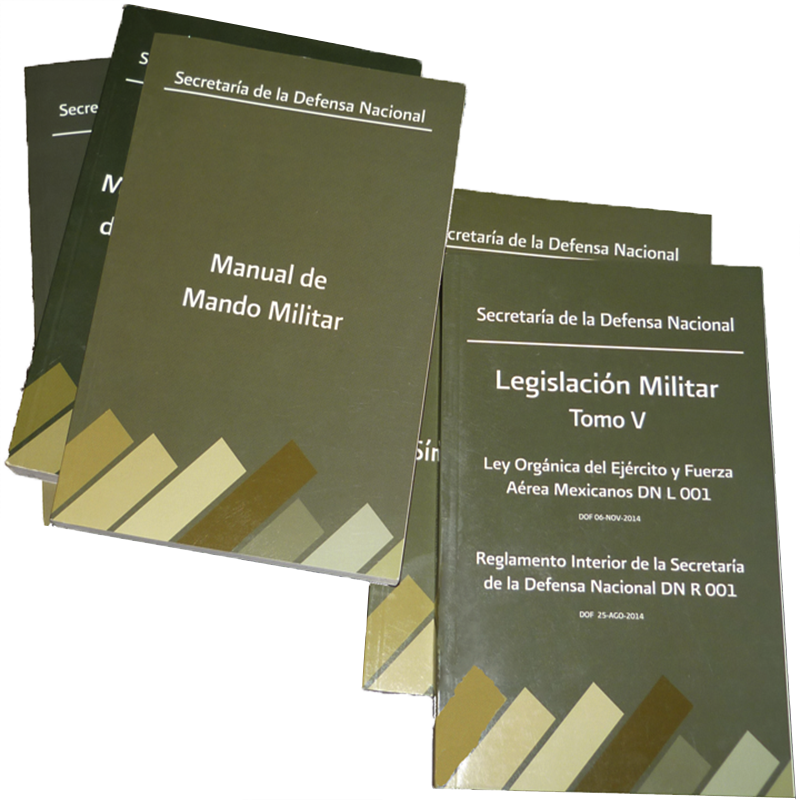 Secretaría de la Defensa Nacional
Manual de
Mando Militar
cretaría de la Defensa Nacional
Secretaría de la Defensa Nacional
Legislación Militar
Tomo V
Ley Orgánica del Ejército y Fuerza
Aérea Mexicanos DN L 001
DOF 06-NOV-2014
Reglamento Interior de la Secretaría
de la Defensa Nacional DN R 001
DOF 25-AGO-2014